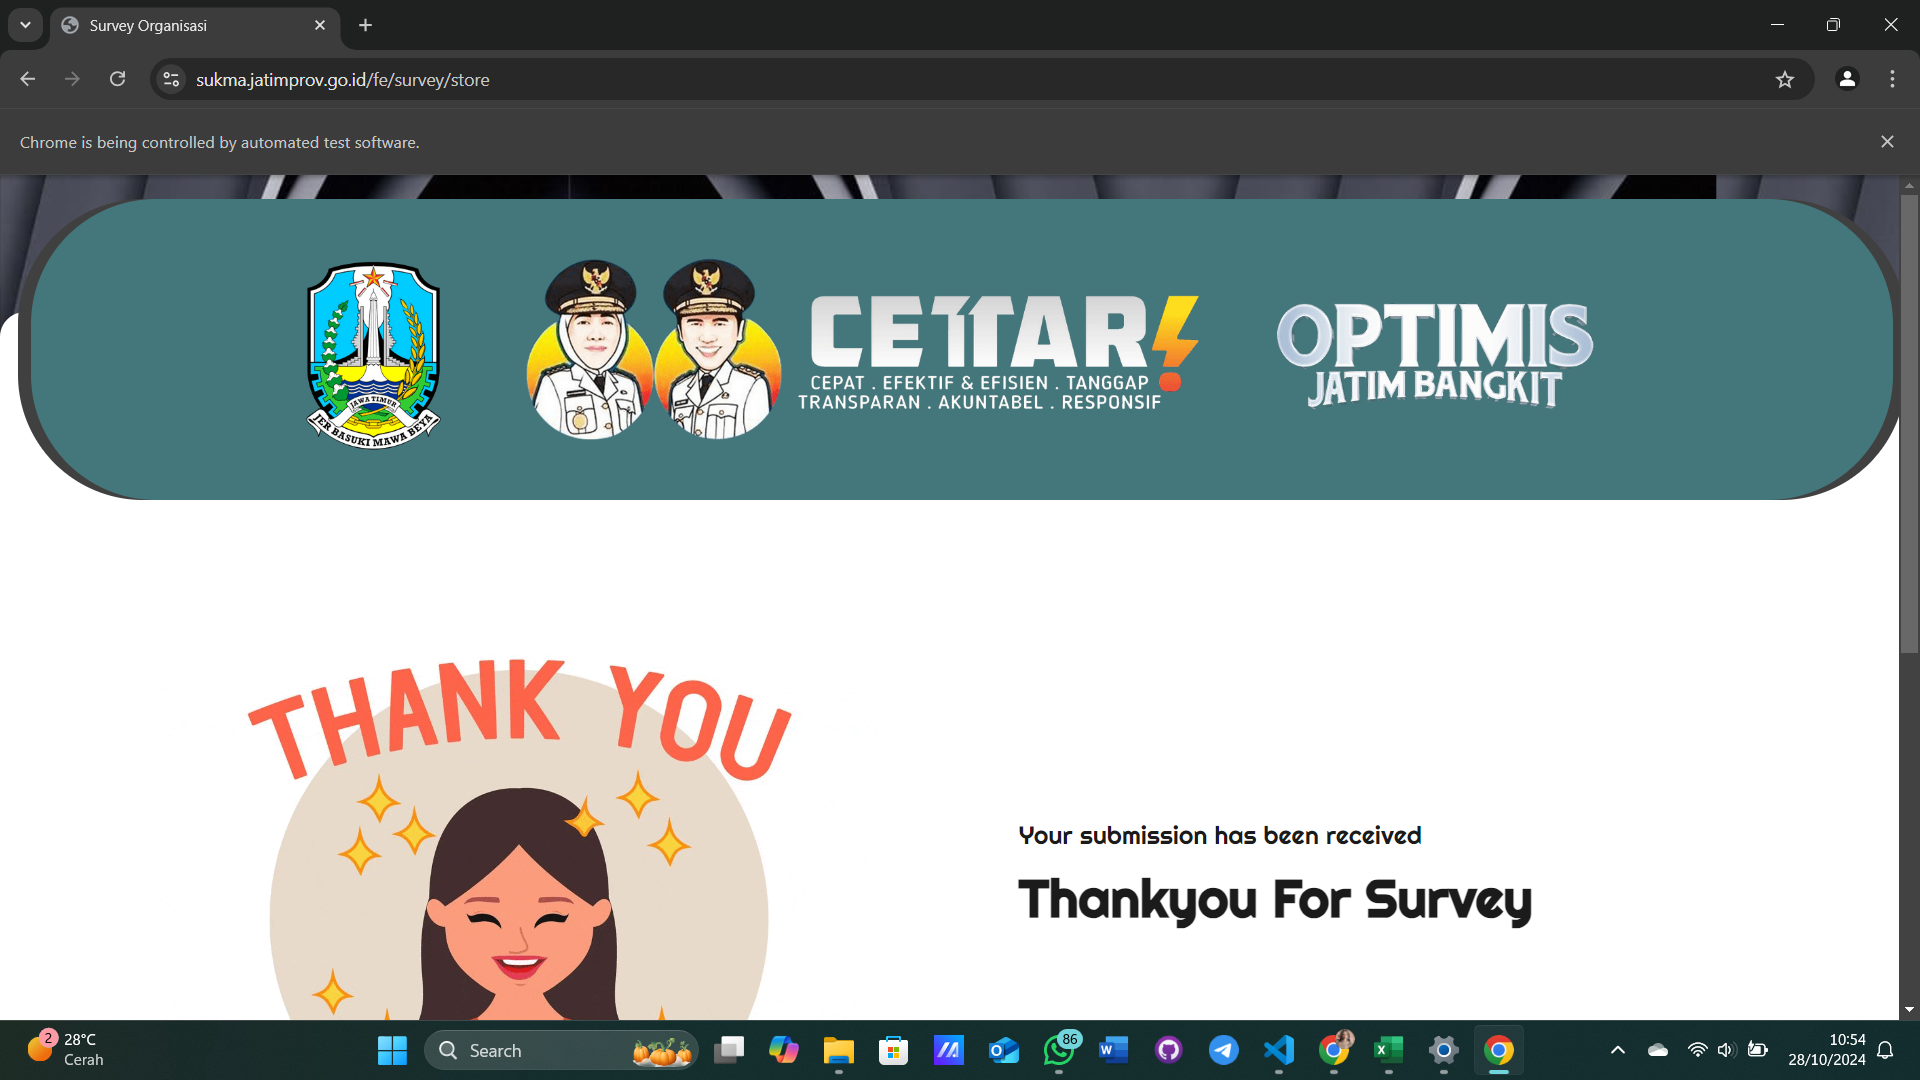 Survey Organisasi
sukma.jatimprov.go.id/fe/survey/store
Chrome is being controlled by automated test software.
JAWA TIMUR
JER BASUKI MAWA BEYA
CETTAR!
CEPAT . EFEKTIF & EFISIEN . TANGGAP
TRANSPARAN . AKUNTABEL . RESPONSIF
OPTIMIS
JATIM BANGKIT
THANK YOU
Your submission has been received
Thankyou For Survey
2
28°C
Cerah
Search
86
10:54
28/10/2024